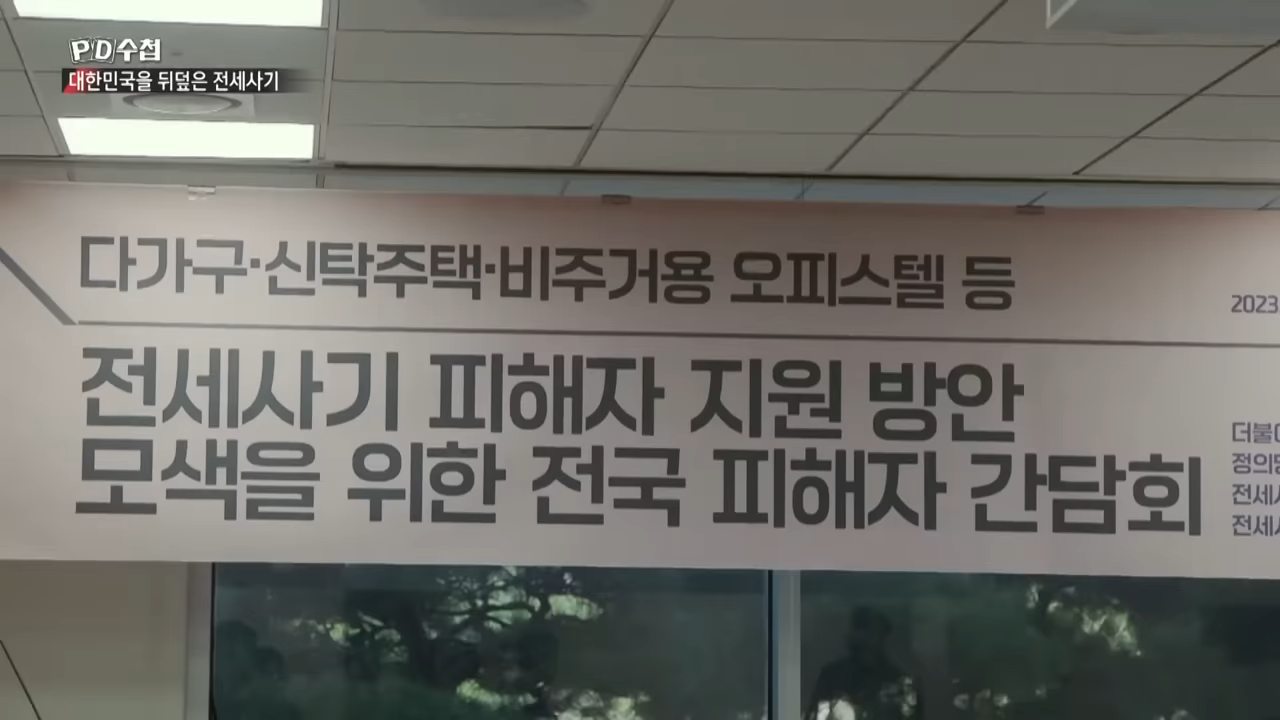 PD수첩
대한민국을 뒤덮은 전세사기
다가구·신탁주택·비주거용 오피스텔 등
2023
전세사기 피해자 지원 방안
모색을 위한 전국 피해자 간담회